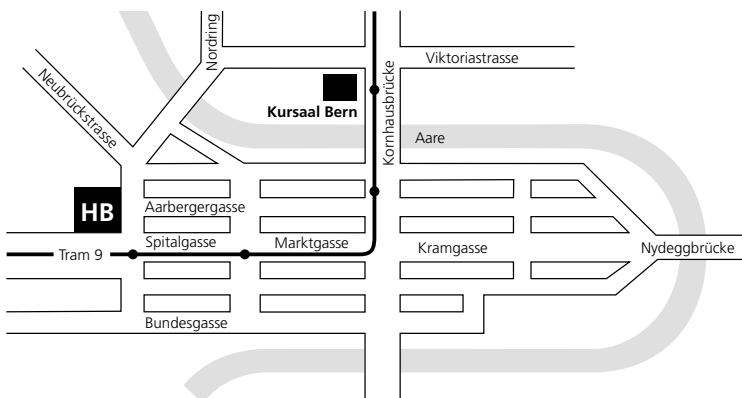 Nordring
Viktoriastrasse
Neubrückstrasse
Kursaal Bern
Kornhausbrücke
Aare
HB
Aarbergergasse
Spitalgasse
Marktgasse
Kramgasse
Nydeggbrücke
Tram 9
Bundesgasse